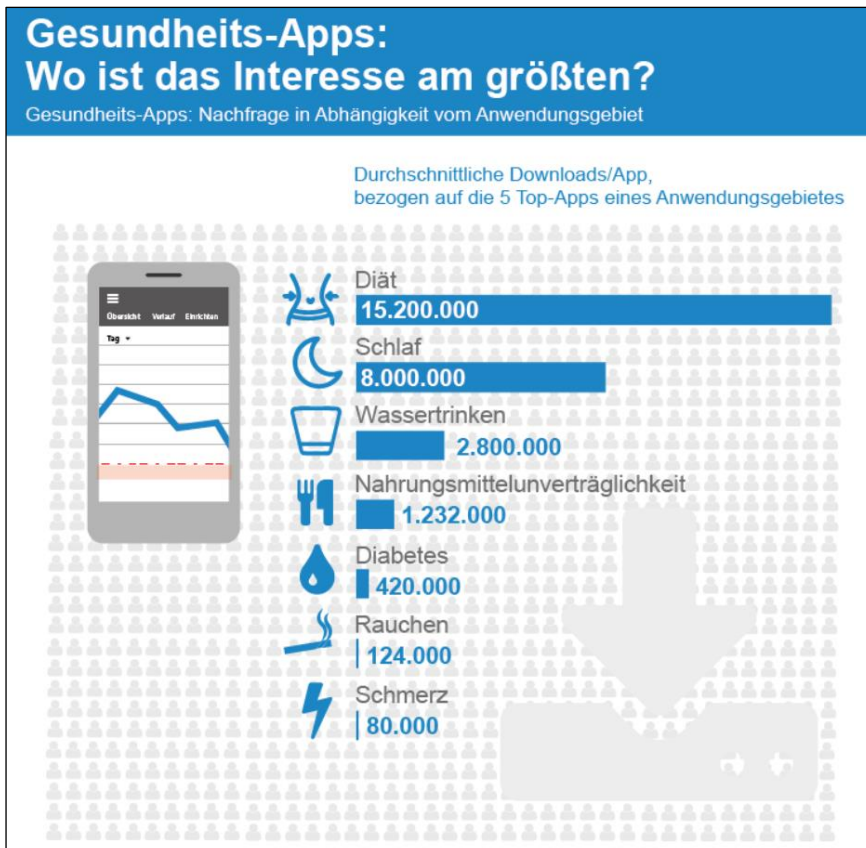 Gesundheits-Apps:
Wo ist das Interesse am größten?
Gesundheits-Apps: Nachfrage in Abhängigkeit vom Anwendungsgebiet
Durchschnittliche Downloads/App,
bezogen auf die 5 Top-Apps eines Anwendungsgebietes
Übersicht Verlauf Einrichten
Tag
Diät
15.200.000
Schlaf
8.000.000
Wassertrinken
2.800.000
Nahrungsmittelunverträglichkeit
1.232.000
Diabetes
420.000
Rauchen
124.000
Schmerz
80.000